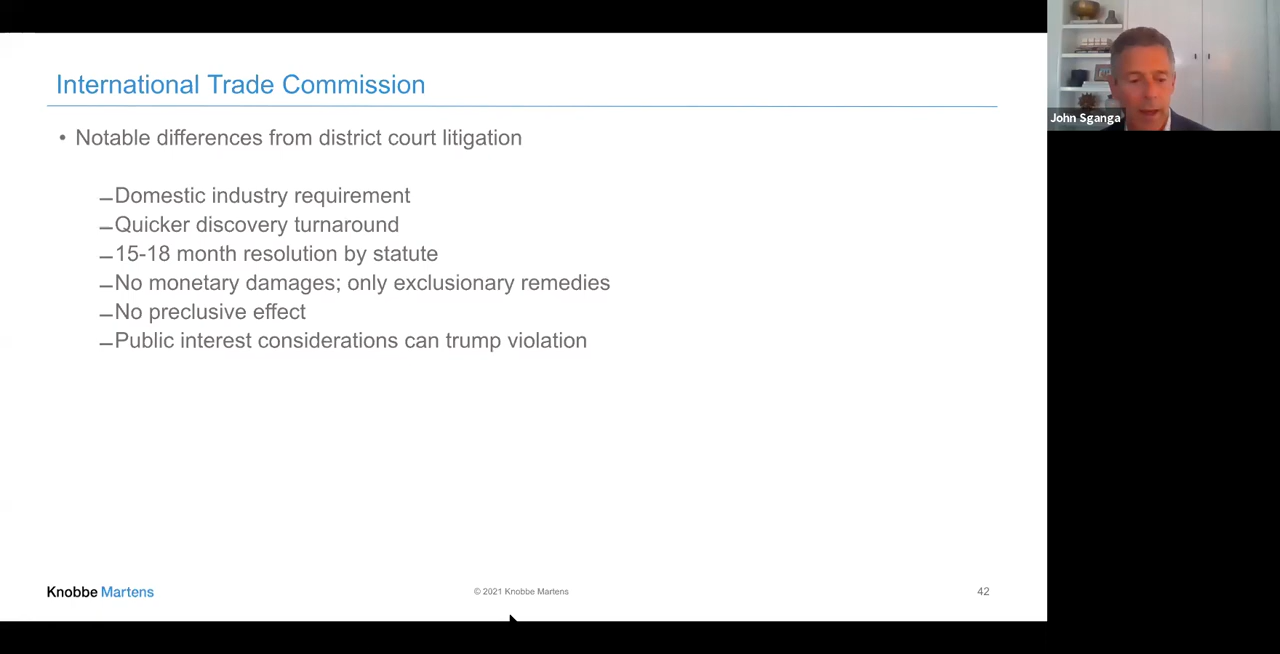 International Trade Commission
• Notable differences from district court litigation
–Domestic industry requirement
–Quicker discovery turnaround
–15-18 month resolution by statute
–No monetary damages; only exclusionary remedies
–No preclusive effect
–Public interest considerations can trump violation
Knobbe Martens
© 2021 Knobbe Martens
42
John Sganga